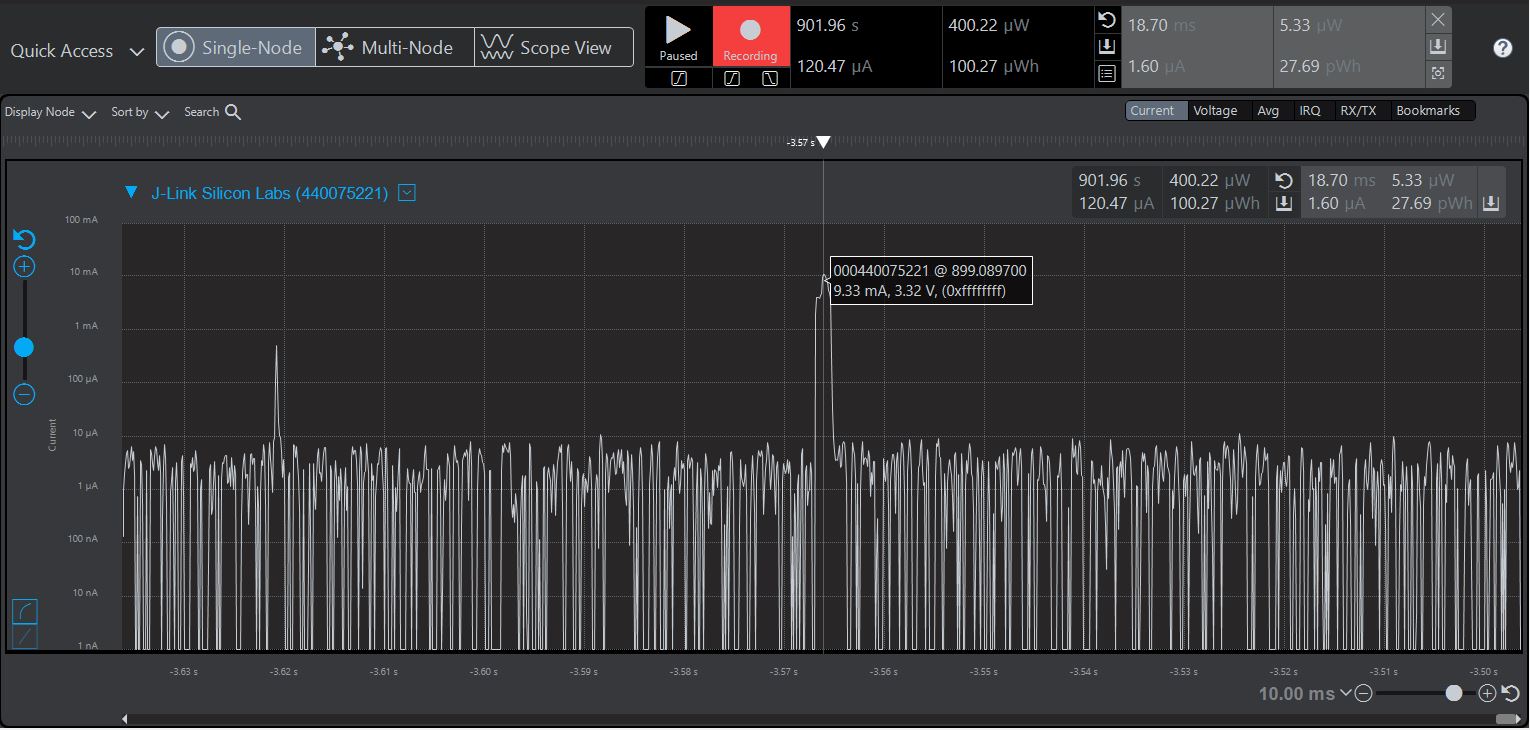 Quick Access
Single-Node
Multi-Node
Scope View
Paused
Recording
901.96 s
120.47 µA
400.22 µW
100.27 µWh
18.70 ms
1.60 µA
5.33 µW
27.69 pWh
?
Display Node
Sort by
Search
Current
Voltage
Avg
IRQ
RX/TX
Bookmarks
-3.57 s
J-Link Silicon Labs (440075221)
901.96 s
120.47 µA
400.22 µW
100.27 µWh
18.70 ms
1.60 µA
5.33 µW
27.69 pWh
100 mA
10 mA
1 mA
100 µA
10 µA
1 µA
100 nA
10 nA
1 nA
Current
000440075221 @ 899.089700
9.33 mA, 3.32 V, (0xffffffff)
-3.63 s
-3.62 s
-3.61 s
-3.60 s
-3.59 s
-3.58 s
-3.57 s
-3.56 s
-3.55 s
-3.54 s
-3.53 s
-3.52 s
-3.51 s
-3.50 s
10.00 ms